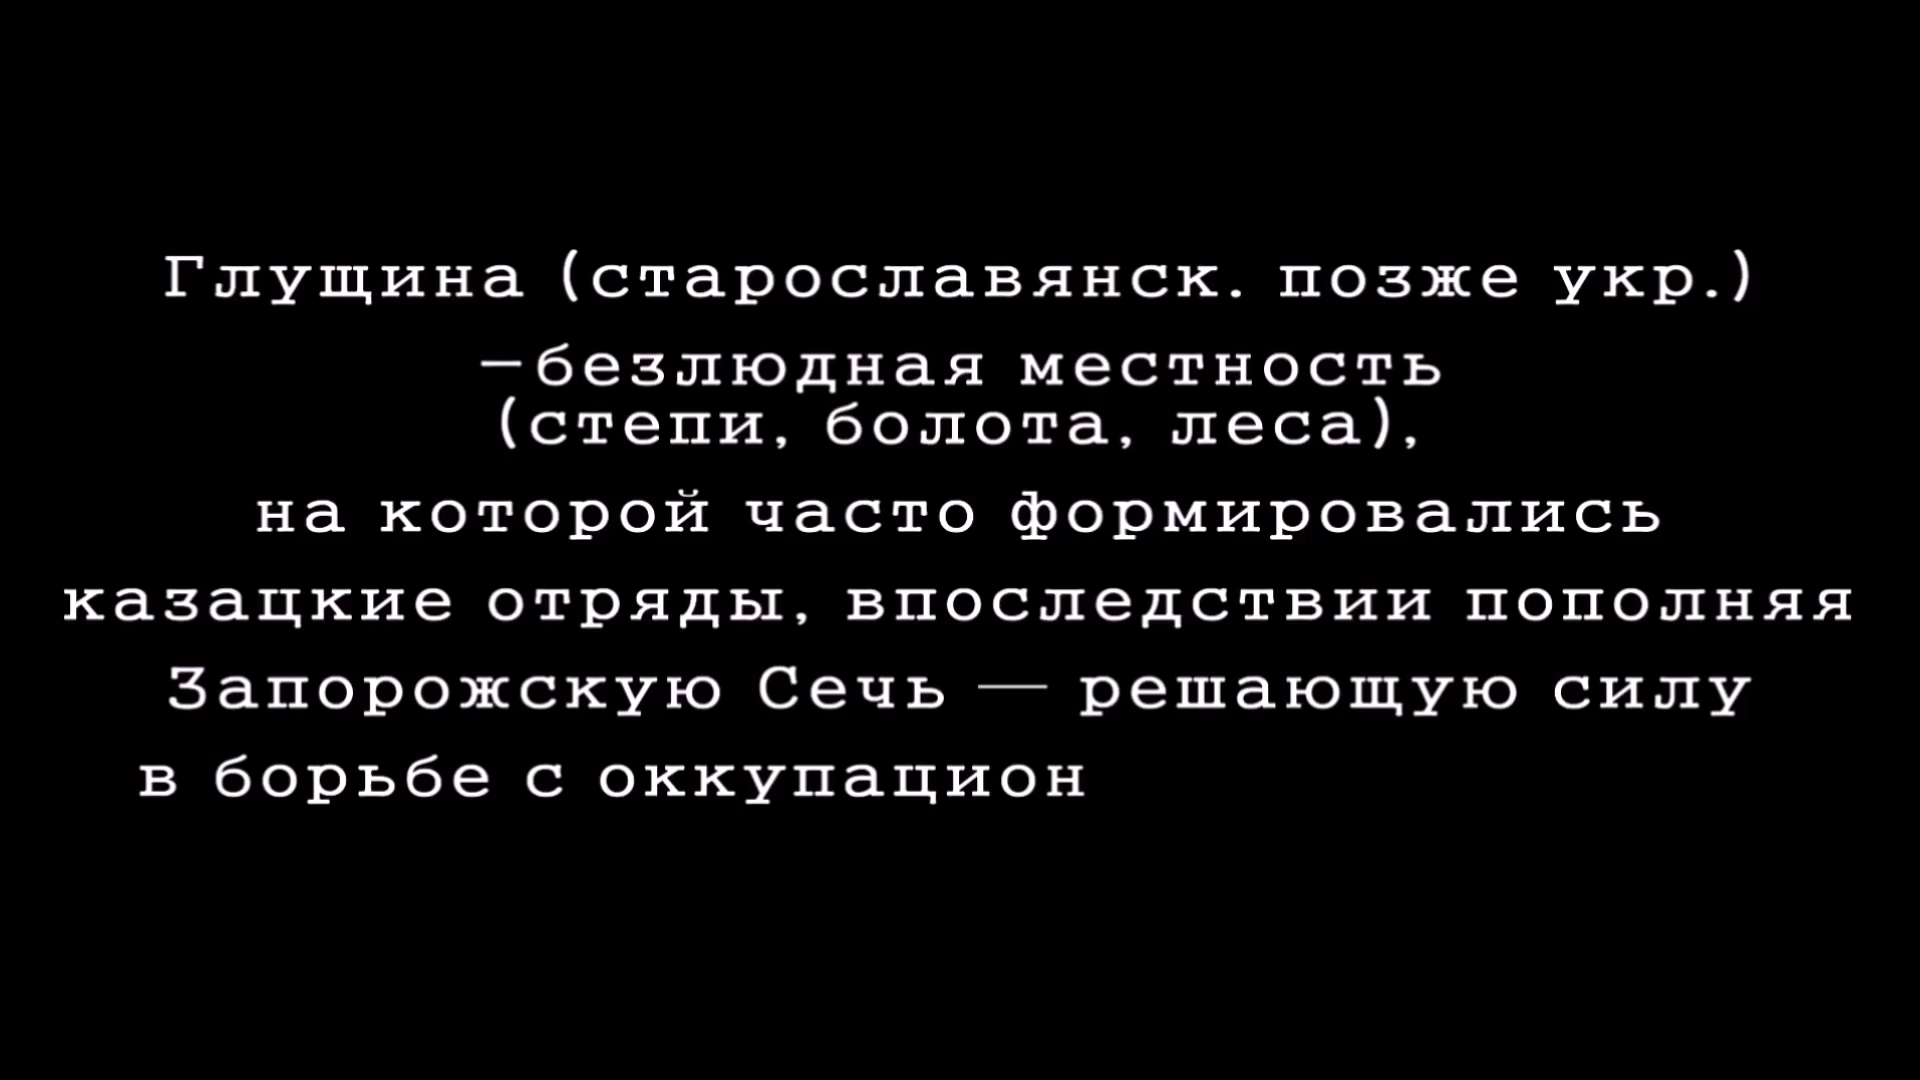 Глущина (старославянск. позже укр.)
—безлюдная местность
(степи, болота, леса),
на которой часто формировались
казацкие отряды, впоследствии пополняя
Запорожскую Сечь — решающую силу
в борьбе с оккупацион